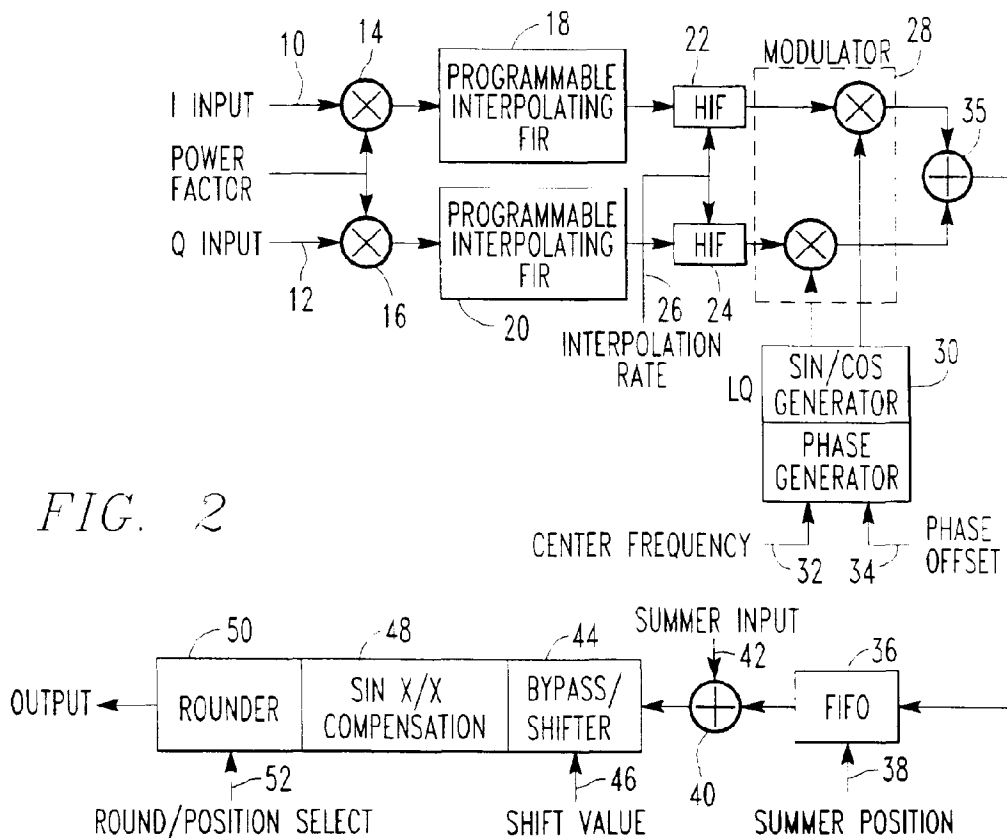 10
14
18
22
MODULATOR
28
I INPUT
PROGRAMMABLE
INTERPOLATING
FIR
HIF
35
POWER
FACTOR
Q INPUT
PROGRAMMABLE
INTERPOLATING
FIR
HIF
12
16
20
26
24
INTERPOLATION
RATE
LQ
SIN/COS
GENERATOR
30
PHASE
GENERATOR
FIG. 2
CENTER FREQUENCY
32
34
PHASE
OFFSET
50
48
44
SUMMER INPUT
42
36
OUTPUT
ROUNDER
SIN X/X
COMPENSATION
BYPASS/
SHIFTER
FIFO
52
46
40
38
ROUND/POSITION SELECT
SHIFT VALUE
SUMMER POSITION